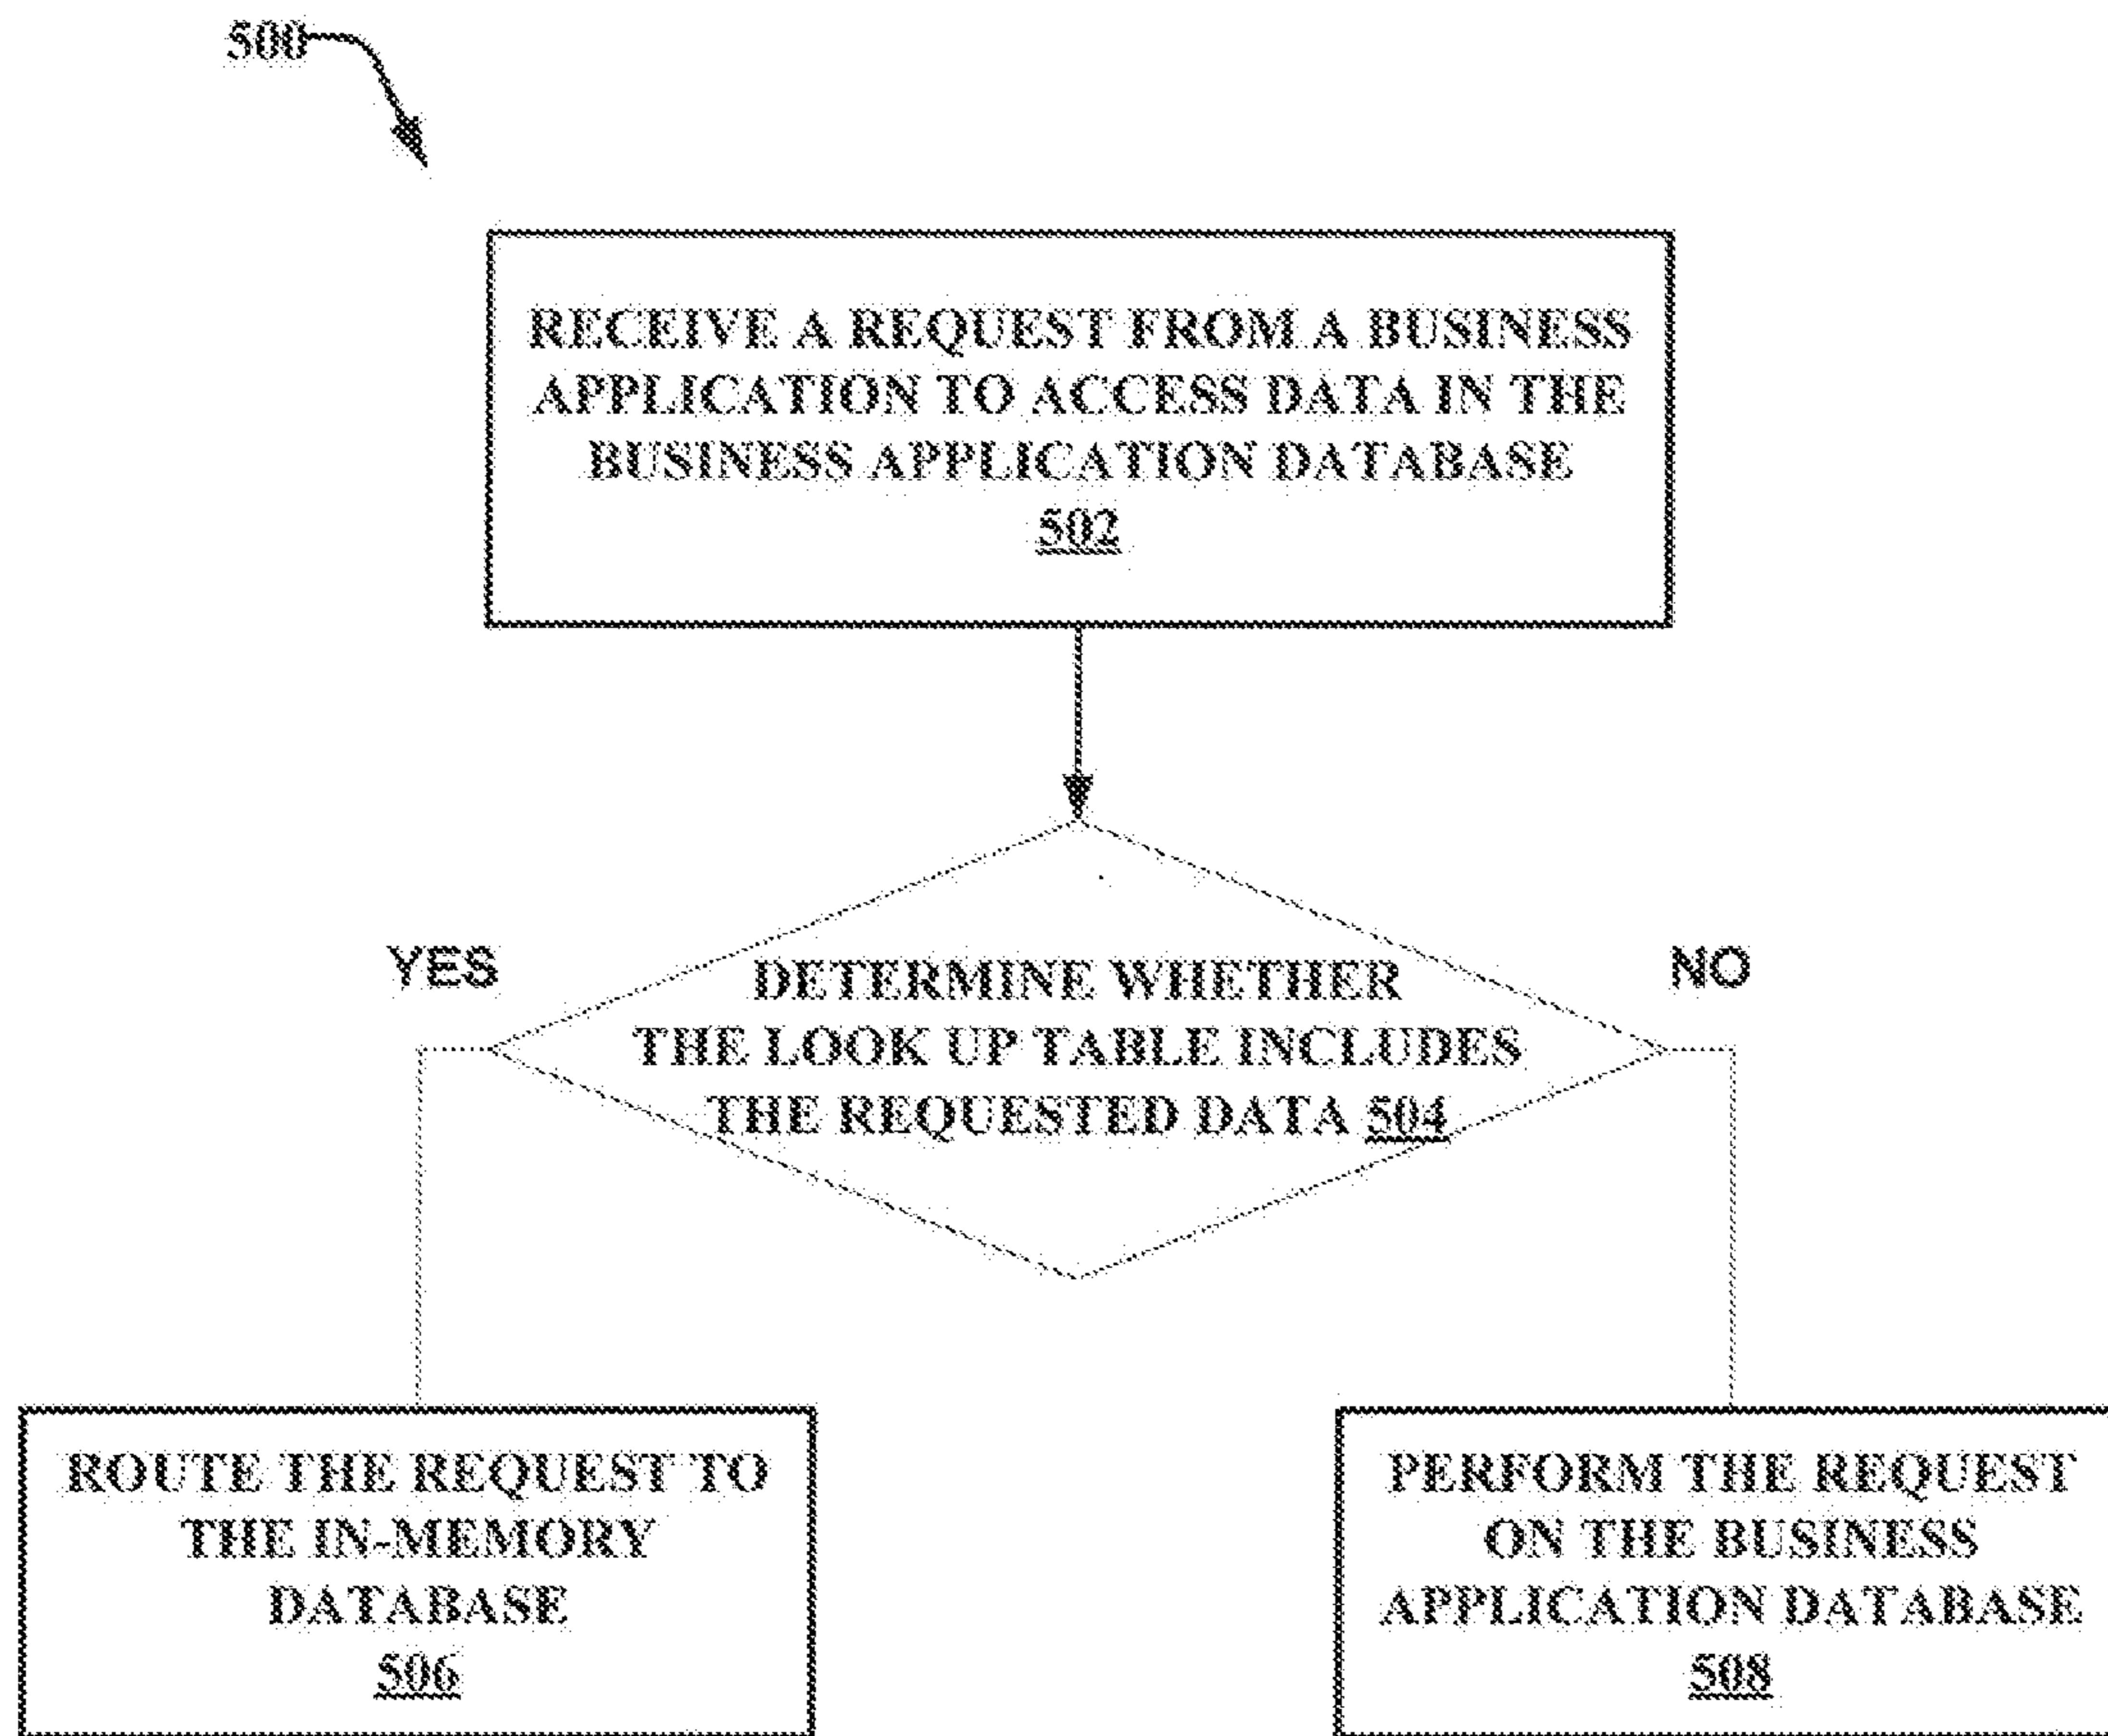 500
RECEIVE A REQUEST FROM A BUSINESS
APPLICATION TO ACCESS DATA IN THE
BUSINESS APPLICATION DATABASE
502
YES
NO
DETERMINE WHETHER
THE LOOK UP TABLE INCLUDES
THE REQUESTED DATA 504
ROUTE THE REQUEST TO
THE IN-MEMORY
DATABASE
506
PERFORM THE REQUEST
ON THE BUSINESS
APPLICATION DATABASE
508